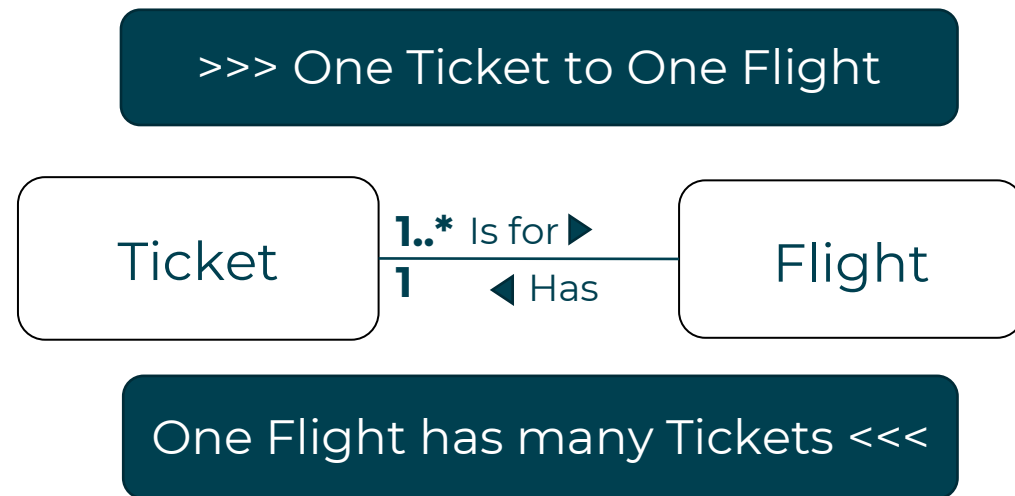 >>> One Ticket to One Flight
Ticket
1..* Is for ▶
1 ◀ Has
Flight
One Flight has many Tickets <<<